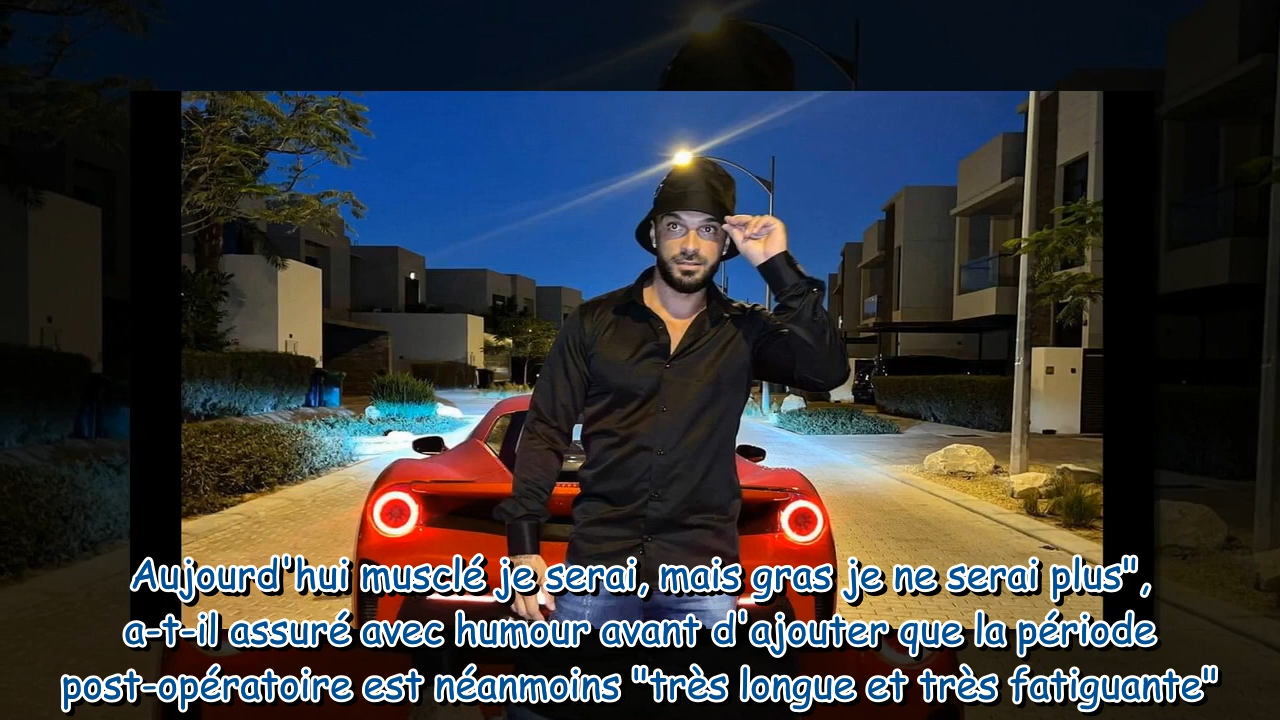 Aujourd'hui musclé je serai, mais gras je ne serai plus",
a-t-il assuré avec humour avant d'ajouter que la période
post-opératoire est néanmoins "très longue et très fatiguante"